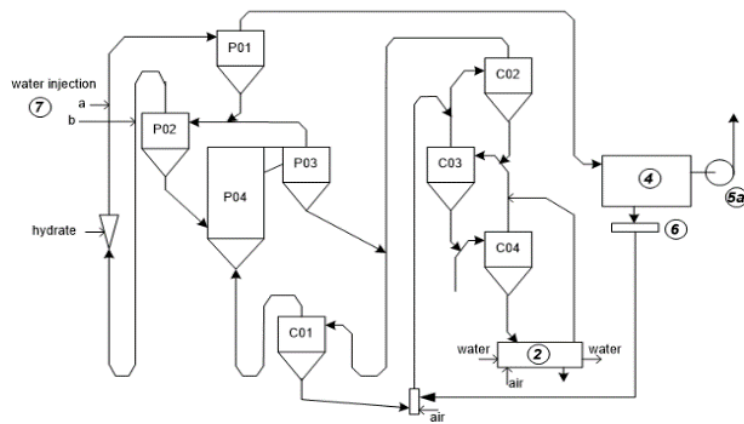 P01
water injection
7
a
b
P02
P03
P04
hydrate
C01
C02
C03
C04
4
5a
6
water
2
water
air
air